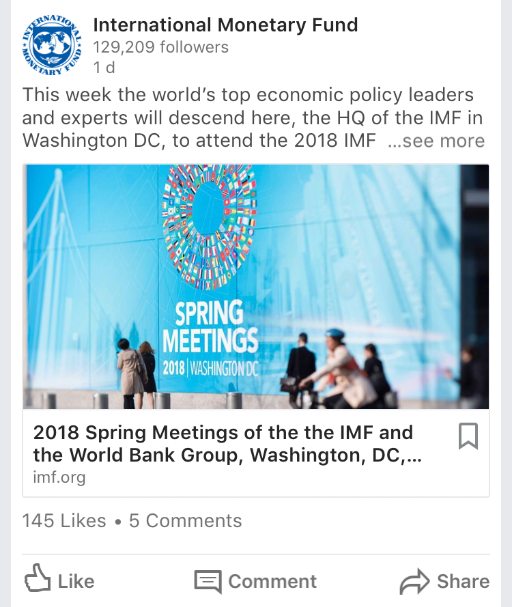 INTERNATIONAL
MONETARY FUND
International Monetary Fund
129,209 followers
1 d
This week the world's top economic policy leaders
and experts will descend here, the HQ of the IMF in
Washington DC, to attend the 2018 IMF ...see more
SPRING
MEETINGS
2018 | WASHINGTON DC
2018 Spring Meetings of the the IMF and
the World Bank Group, Washington, DC,...
imf.org
145 Likes • 5 Comments
Like
Comment
Share